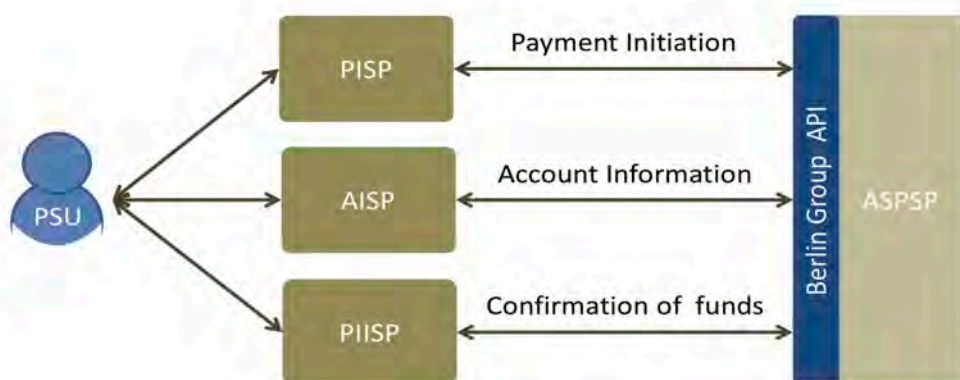 PISP
Payment Initiation
PSU
AISP
Account Information
Berlin Group API
ASPSP
PIISP
Confirmation of funds